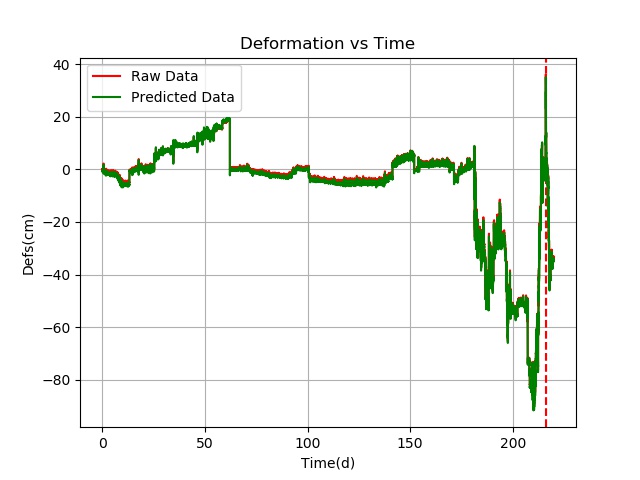 Deformation vs Time
Raw Data
Predicted Data
40
20
0
−20
−40
−60
−80
Defs(cm)
0 50 100 150 200
Time(d)